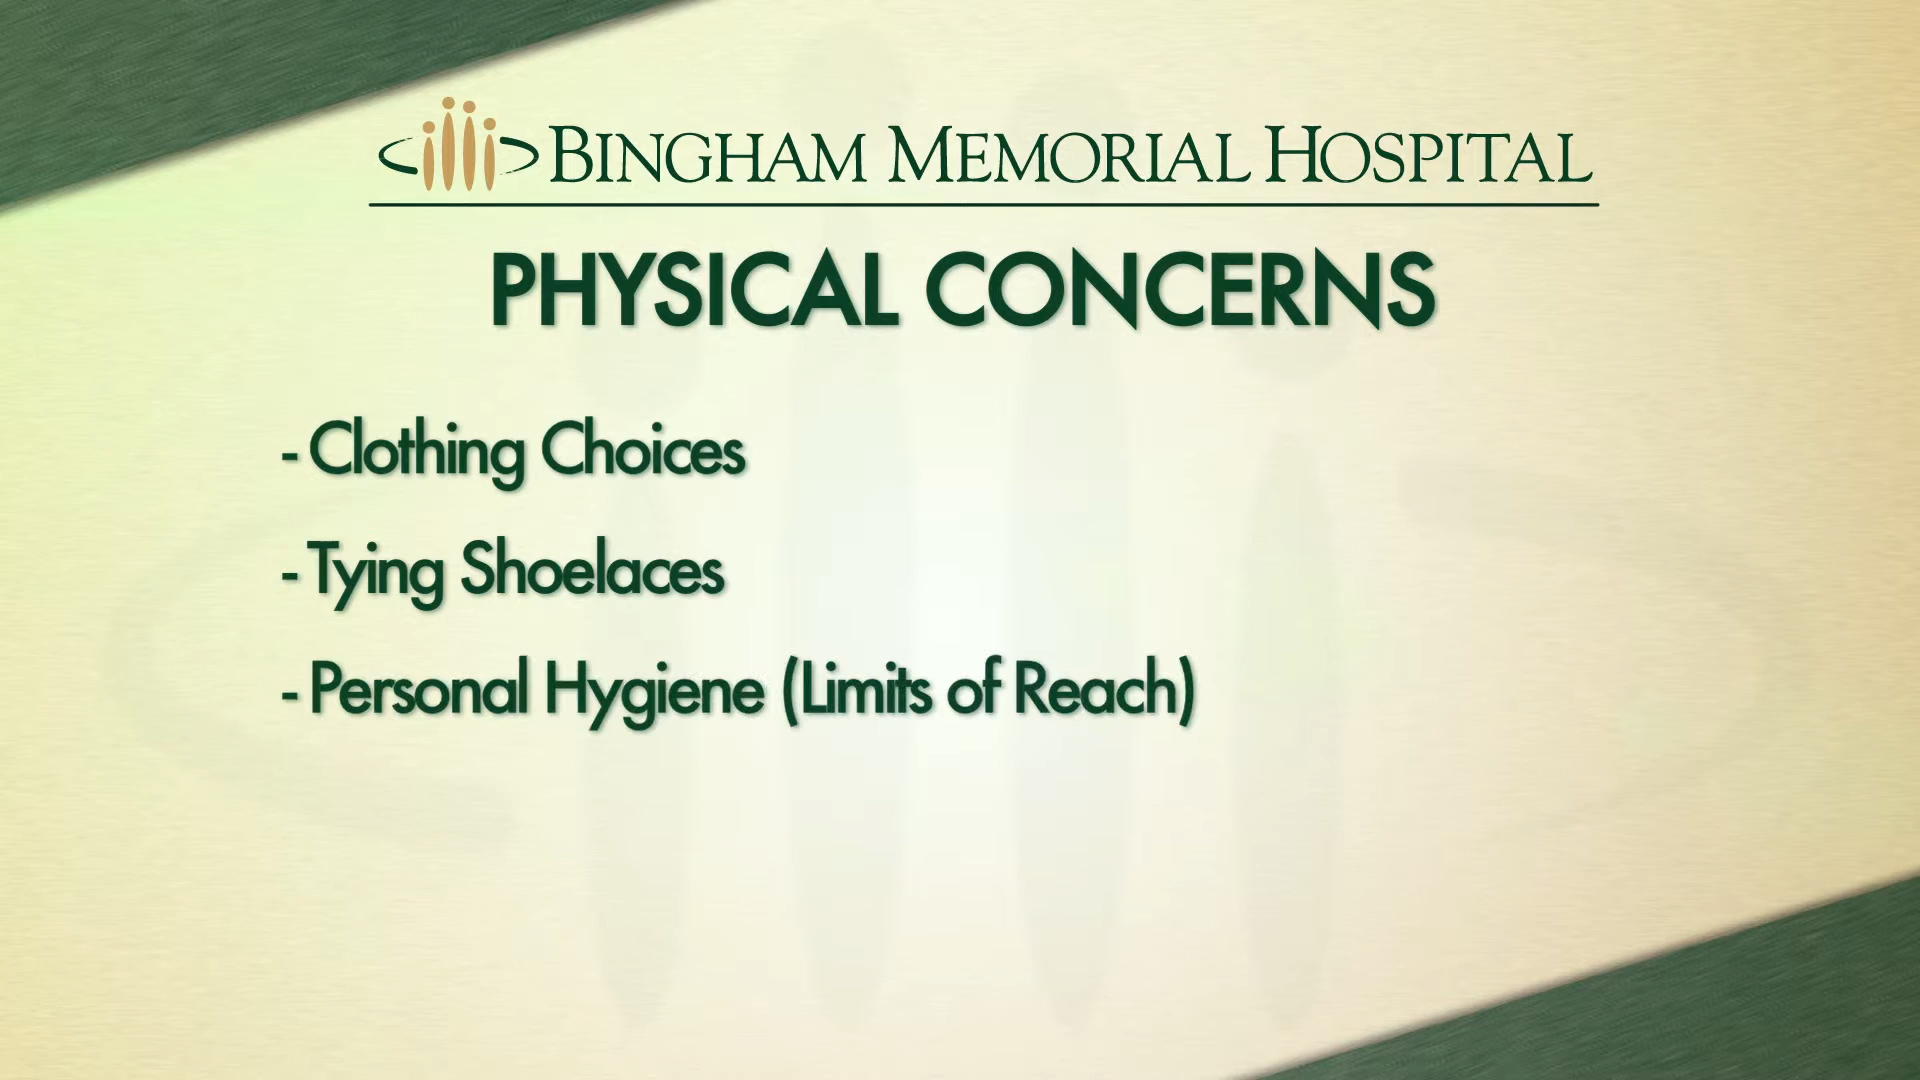 BINGHAM MEMORIAL HOSPITAL
PHYSICAL CONCERNS
- Clothing Choices
- Tying Shoelaces
- Personal Hygiene (Limits of Reach)